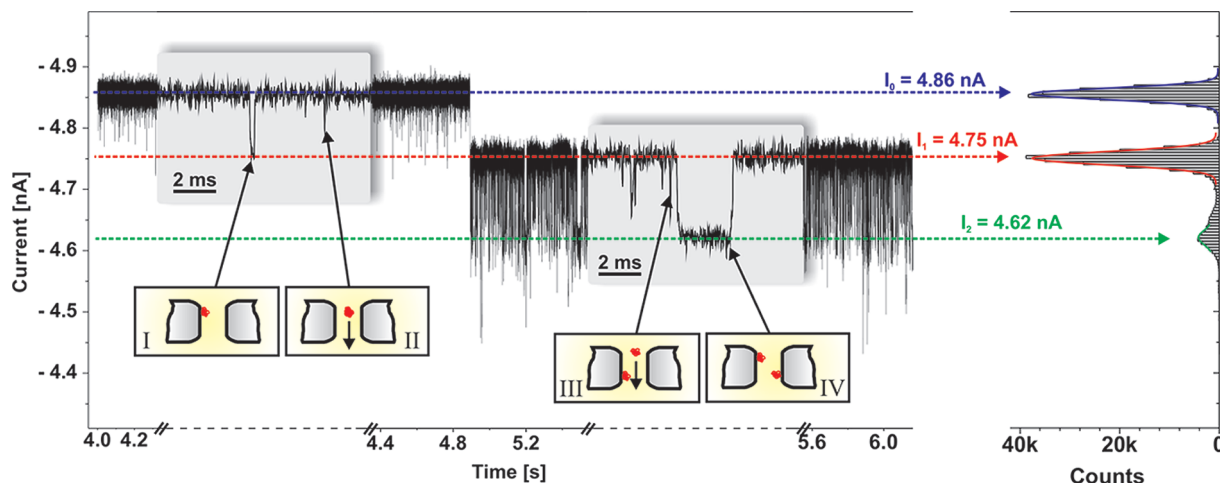 Current [nA]
- 4.9
- 4.8
- 4.7
- 4.6
- 4.5
- 4.4
2 ms
2 ms
I₀ = 4.86 nA
I₁ = 4.75 nA
I₂ = 4.62 nA
I
II
III
IV
4.0 4.2 4.4 4.8 5.2 5.6 6.0
Time [s]
40k 20k 0
Counts